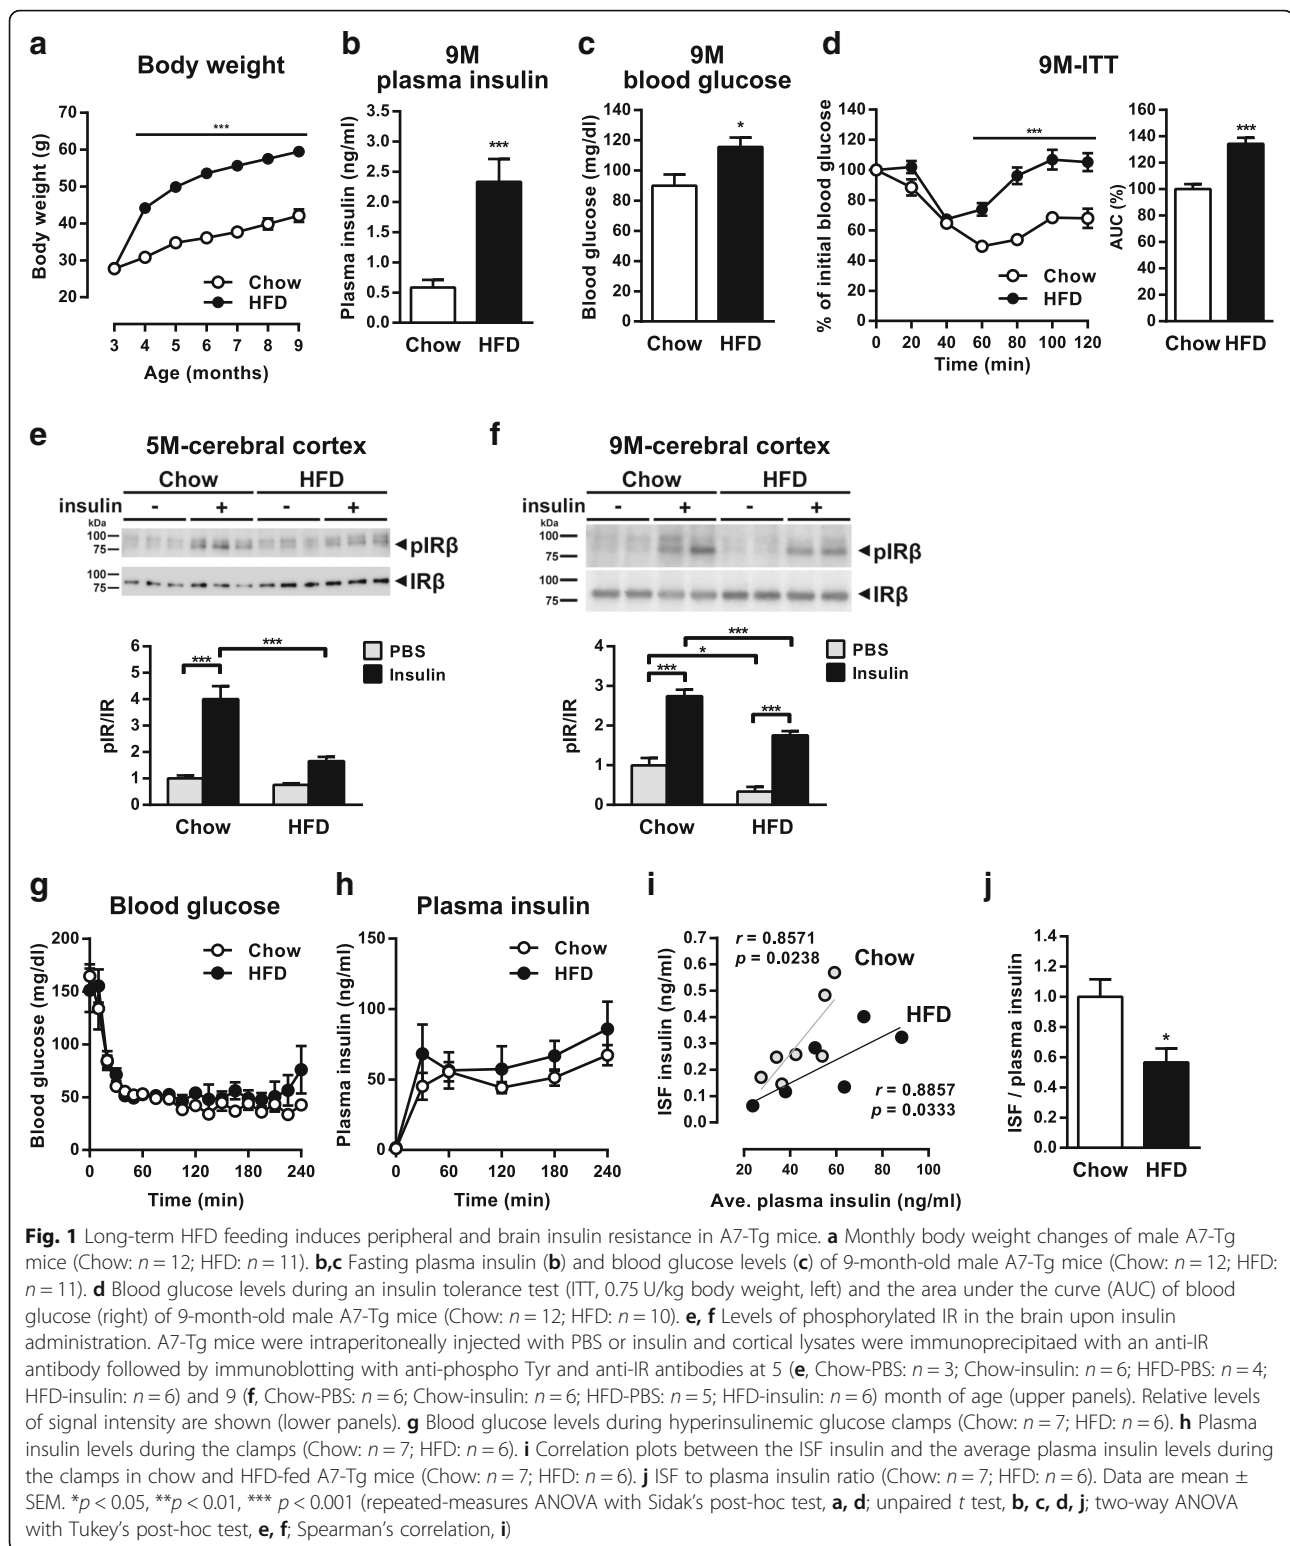 a
Body weight
Body weight (g)
70
60
50
40
30
20
***
Chow
HFD
3 4 5 6 7 8 9
Age (months)
b
9M
plasma insulin
Plasma insulin (ng/ml)
3.5
3.0
2.5
2.0
1.5
1.0
0.5
0.0
***
Chow HFD
c
9M
blood glucose
Blood glucose (mg/dl)
140
120
100
80
60
40
20
0
*
Chow HFD
d
9M-ITT
% of initial blood glucose
140
120
100
80
60
40
20
0
***
Chow
HFD
0 20 40 60 80 100 120
Time (min)
AUC (%)
160
140
120
100
80
60
40
20
0
***
Chow HFD
e
5M-cerebral cortex
Chow HFD
insulin - + - +
kDa
100
75
◄pIRβ
100
75
◄IRβ
pIR/IR
6
5
4
3
2
1
0
***
***
PBS
Insulin
Chow HFD
f
9M-cerebral cortex
Chow HFD
insulin - + - +
kDa
100
75
◄pIRβ
100
75
◄IRβ
pIR/IR
4
3
2
1
0
***
*
***
***
PBS
Insulin
Chow HFD
g
Blood glucose
Blood glucose (mg/dl)
200
150
100
50
0
Chow
HFD
0 60 120 180 240
Time (min)
h
Plasma insulin
Plasma insulin (ng/ml)
150
100
50
0
Chow
HFD
0 60 120 180 240
Time (min)
i
ISF insulin (ng/ml)
0.7
0.6
0.5
0.4
0.3
0.2
0.1
0.0
r = 0.8571
p = 0.0238
Chow
HFD
r = 0.8857
p = 0.0333
20 40 60 80 100
Ave. plasma insulin (ng/ml)
j
ISF / plasma insulin
1.4
1.2
1.0
0.8
0.6
0.4
0.2
0.0
*
Chow HFD
Fig. 1 Long-term HFD feeding induces peripheral and brain insulin resistance in A7-Tg mice. a Monthly body weight changes of male A7-Tg
mice (Chow: n = 12; HFD: n = 11). b,c Fasting plasma insulin (b) and blood glucose levels (c) of 9-month-old male A7-Tg mice (Chow: n = 12; HFD:
n = 11). d Blood glucose levels during an insulin tolerance test (ITT, 0.75 U/kg body weight, left) and the area under the curve (AUC) of blood
glucose (right) of 9-month-old male A7-Tg mice (Chow: n = 12; HFD: n = 10). e, f Levels of phosphorylated IR in the brain upon insulin
administration. A7-Tg mice were intraperitoneally injected with PBS or insulin and cortical lysates were immunoprecipitaed with an anti-IR
antibody followed by immunoblotting with anti-phospho Tyr and anti-IR antibodies at 5 (e, Chow-PBS: n = 3; Chow-insulin: n = 6; HFD-PBS: n = 4;
HFD-insulin: n = 6) and 9 (f, Chow-PBS: n = 6; Chow-insulin: n = 6; HFD-PBS: n = 5; HFD-insulin: n = 6) month of age (upper panels). Relative levels
of signal intensity are shown (lower panels). g Blood glucose levels during hyperinsulinemic glucose clamps (Chow: n = 7; HFD: n = 6). h Plasma
insulin levels during the clamps (Chow: n = 7; HFD: n = 6). i Correlation plots between the ISF insulin and the average plasma insulin levels during
the clamps in chow and HFD-fed A7-Tg mice (Chow: n = 7; HFD: n = 6). j ISF to plasma insulin ratio (Chow: n = 7; HFD: n = 6). Data are mean ±
SEM. *p < 0.05, **p < 0.01, *** p < 0.001 (repeated-measures ANOVA with Sidak's post-hoc test, a, d; unpaired t test, b, c, d, j; two-way ANOVA
with Tukey's post-hoc test, e, f; Spearman's correlation, i)